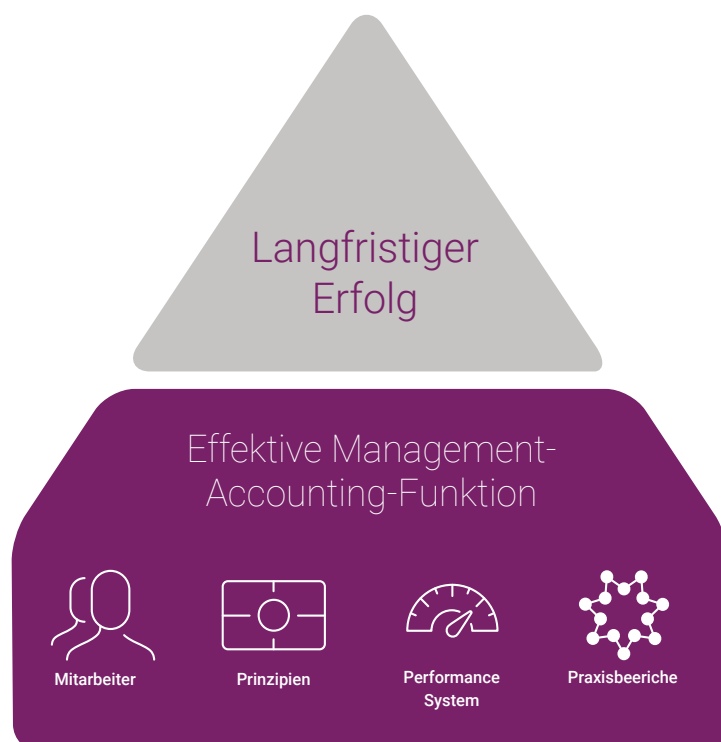 Langfristiger
Erfolg
Effektive Management-
Accounting-Funktion
Mitarbeiter
Prinzipien
Performance
System
Praxisbeeriche